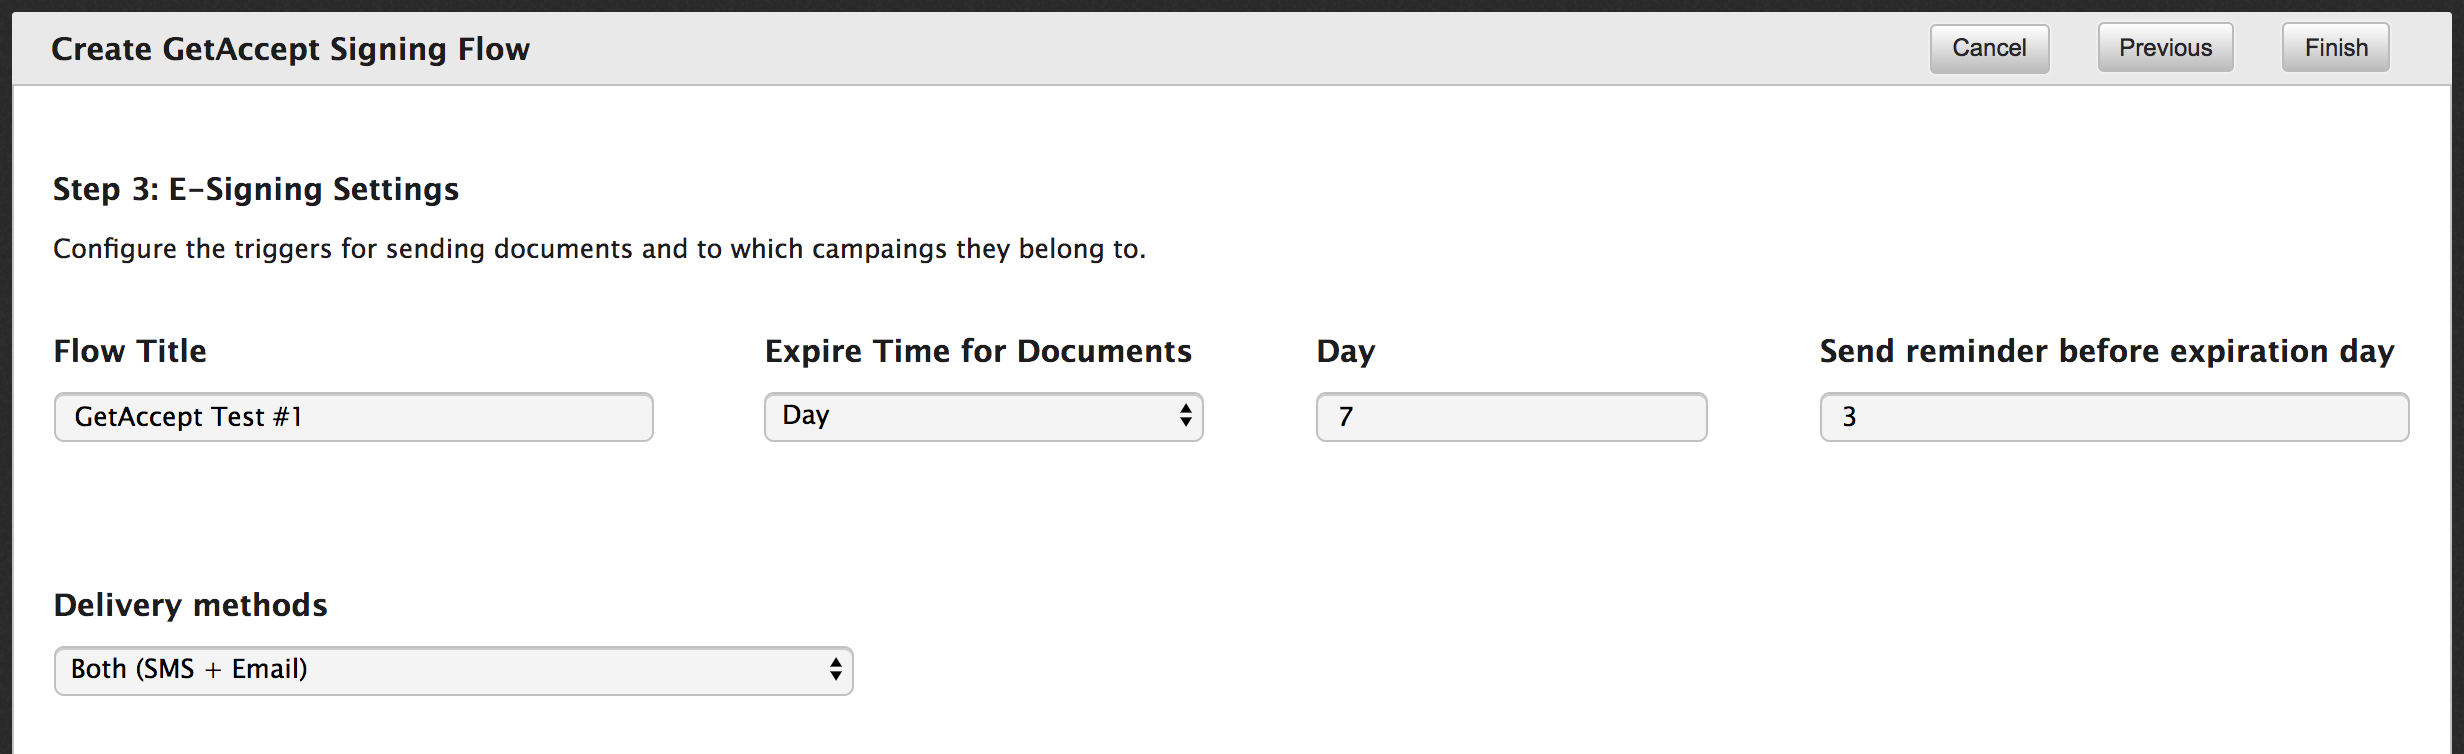 Create GetAccept Signing Flow
Cancel
Previous
Finish
Step 3: E-Signing Settings
Configure the triggers for sending documents and to which campaings they belong to.
Flow Title
Expire Time for Documents
Day
Send reminder before expiration day
GetAccept Test #1
Day
7
3
Delivery methods
Both (SMS + Email)